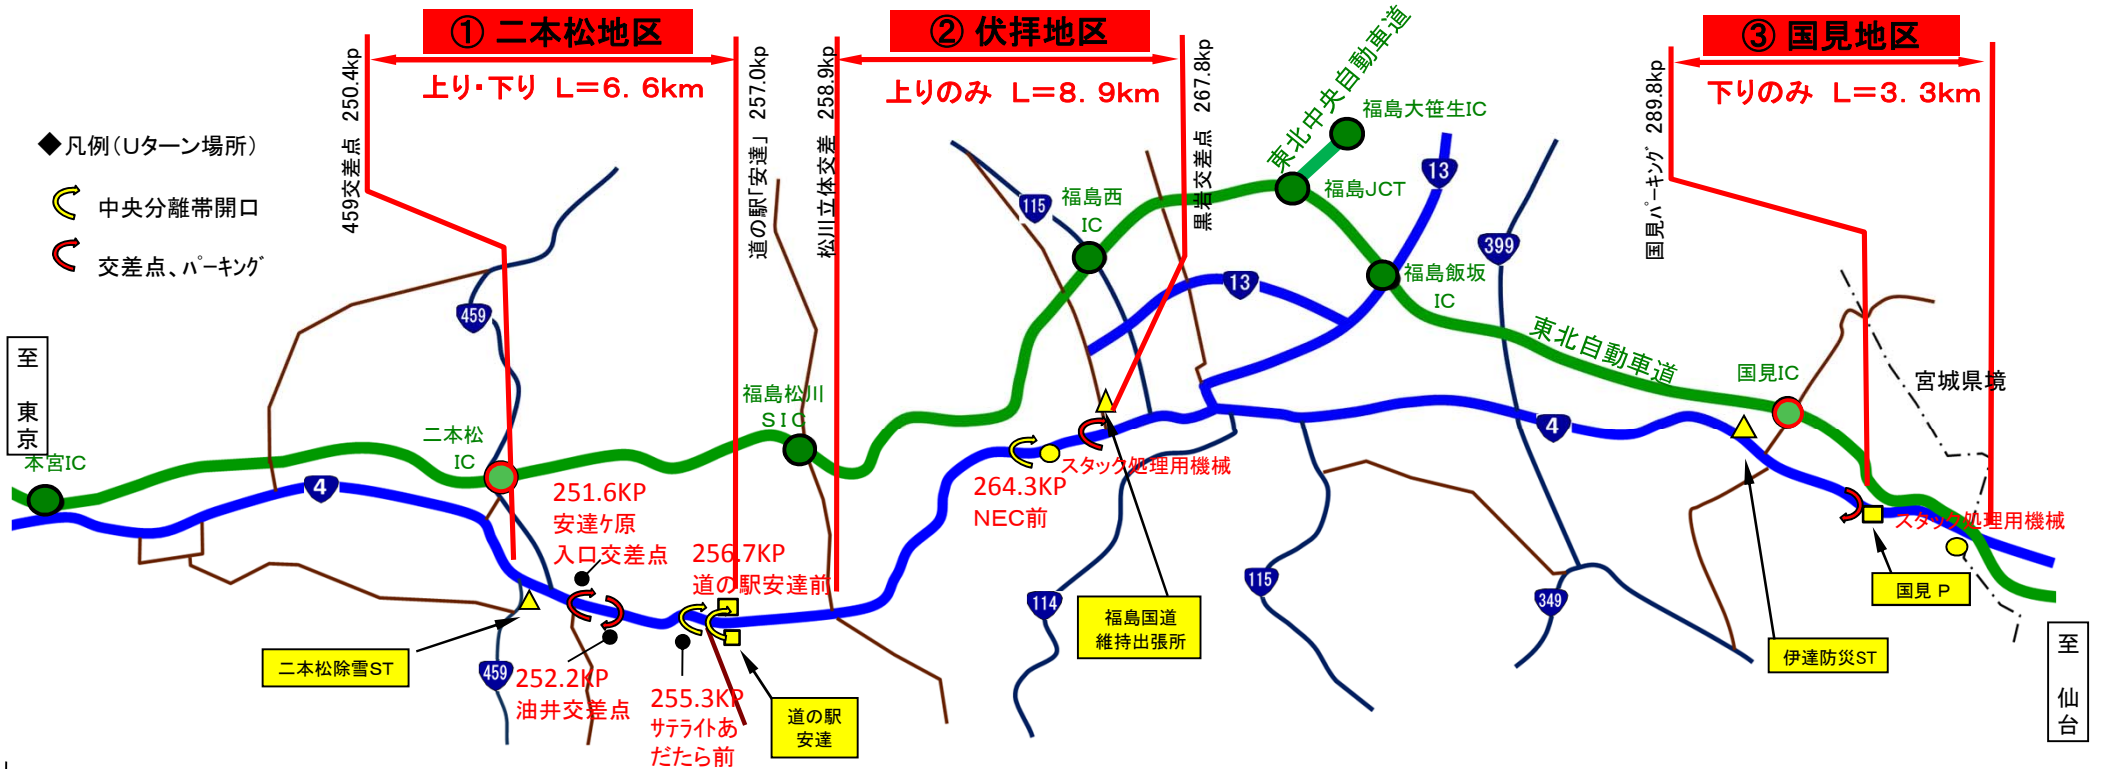 ① 二本松地区
上り・下り L=6.6km
459交差点 250.4kp
道の駅「安達」 257.0kp
② 伏拝地区
上りのみ L=8.9km
松川立体交差 258.9kp
黒岩交差点 267.8kp
③ 国見地区
下りのみ L=3.3km
国見パーキング 289.8kp
◆凡例(Uターン場所)
中央分離帯開口
交差点、パーキング
東北中央自動車道
福島大笹生IC
福島JCT
福島西
IC
福島飯坂
IC
東北自動車道
国見IC
宮城県境
115
13
13
399
459
至
東
京
本宮IC
二本松
IC
福島松川
SIC
4
4
251.6KP
安達ケ原
入口交差点
256.7KP
道の駅安達前
264.3KP
NEC前
スタック処理用機械
スタック処理用機械
252.2KP
油井交差点
255.3KP
サテライトあ
だたら前
459
114
115
349
二本松除雪ST
道の駅
安達
福島国道
維持出張所
伊達防災ST
国見 P
至
仙
台